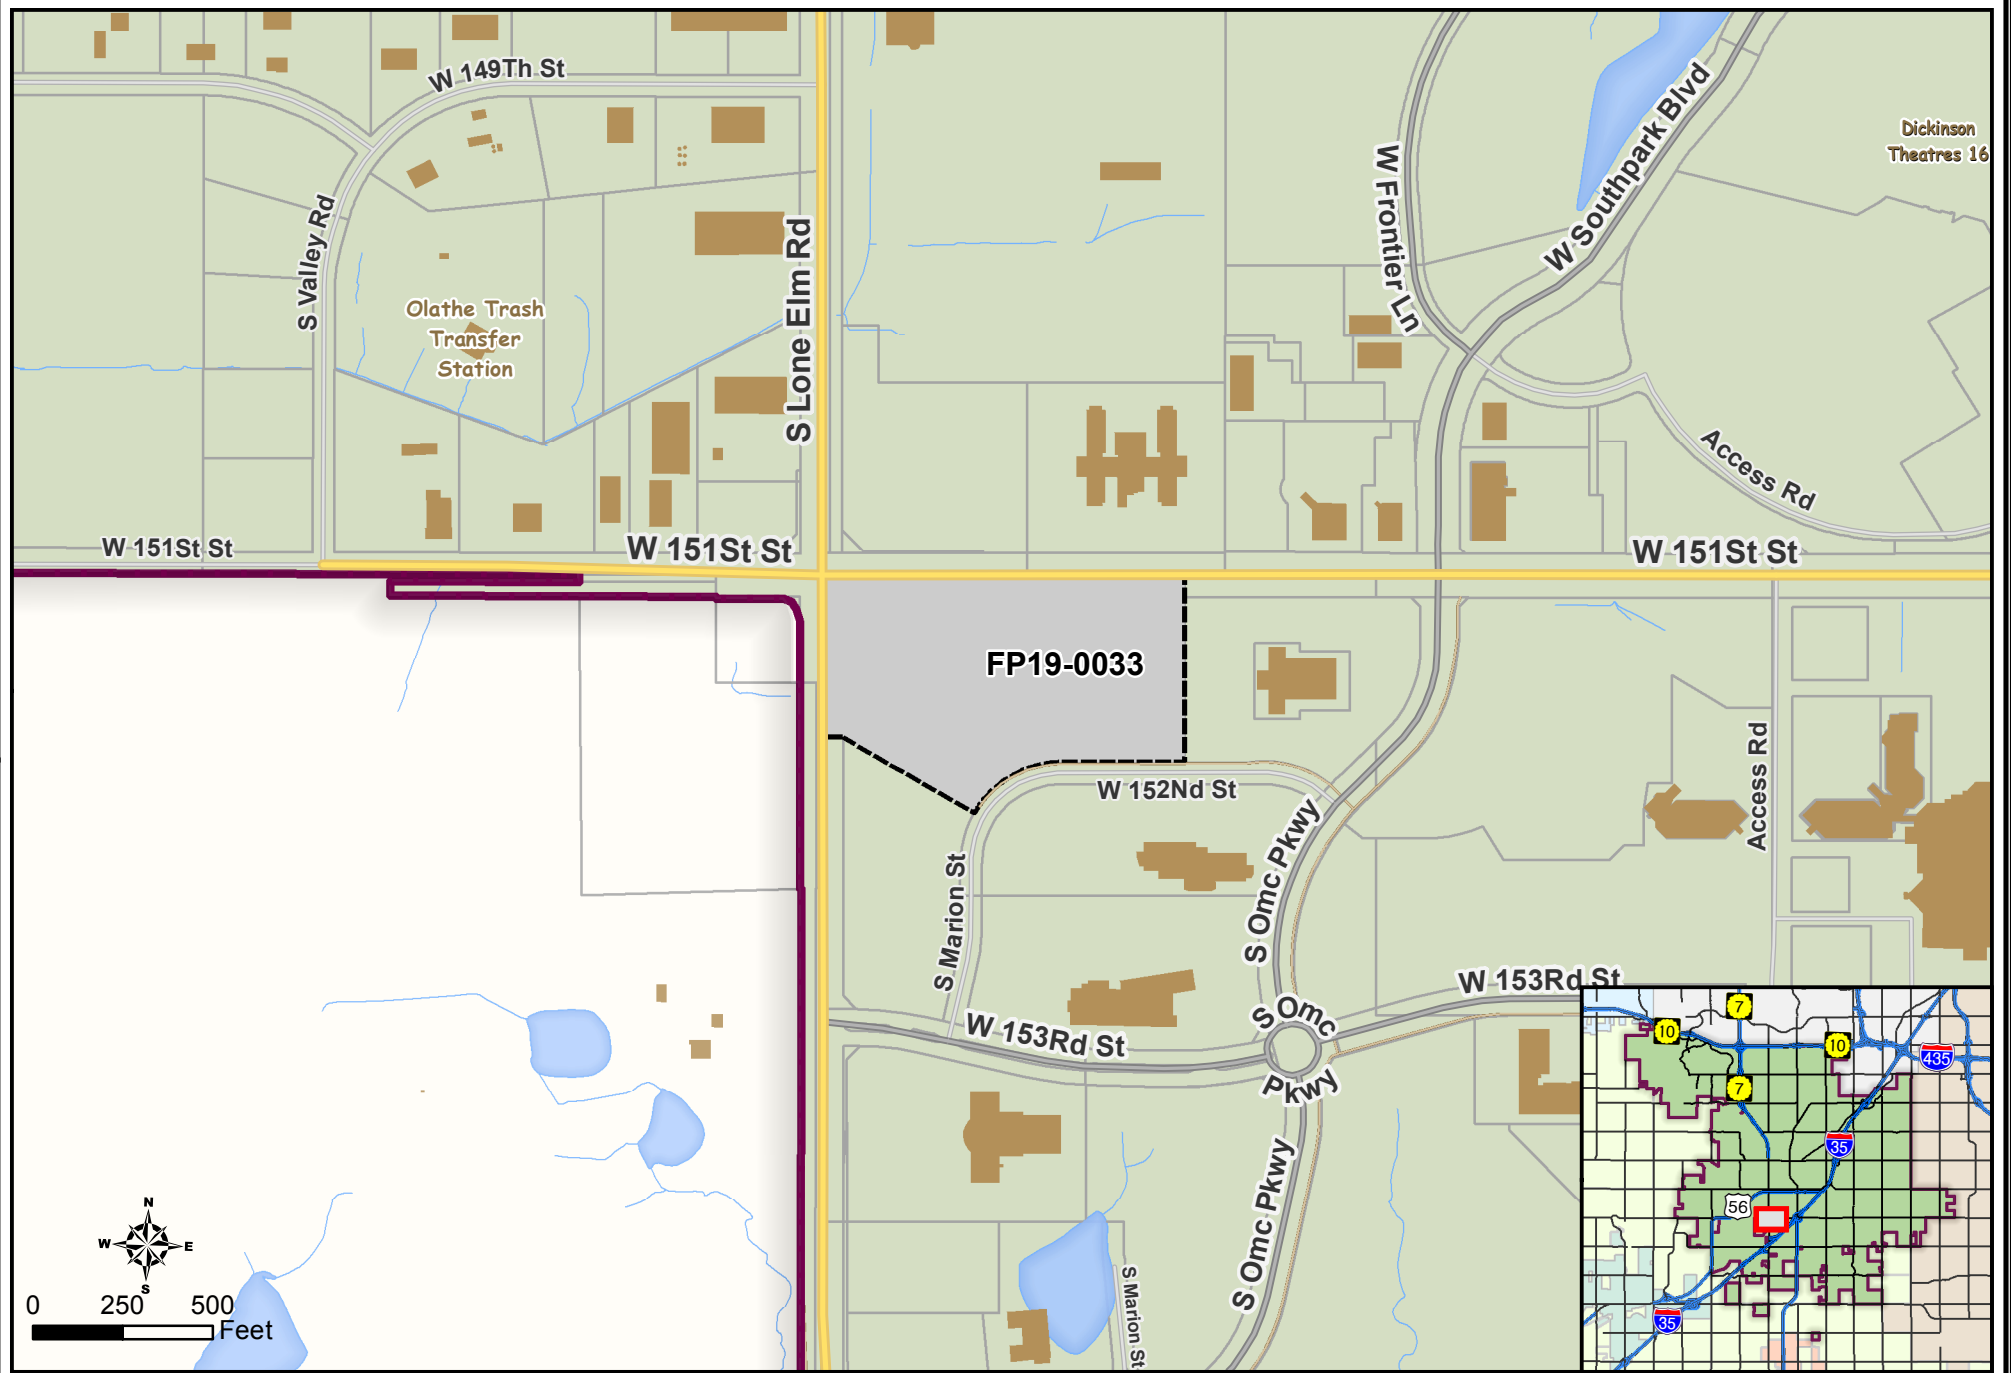 W 149Th St
W Southpark Blvd
Dickinson
Theatres 16
W Frontier Ln
S Valley Rd
S Lone Elm Rd
Olathe Trash
Transfer
Station
Access Rd
W 151St St
W 151St St
W 151St St
FP19-0033
W 152Nd St
Access Rd
S Omc Pkwy
S Marion St
W 153Rd St
S Omc
Pkwy
W 153Rd St
S Omc Pkwy
S Marion St
N
W E
S
0 250 500
Feet
7
10
10
435
7
35
56
35